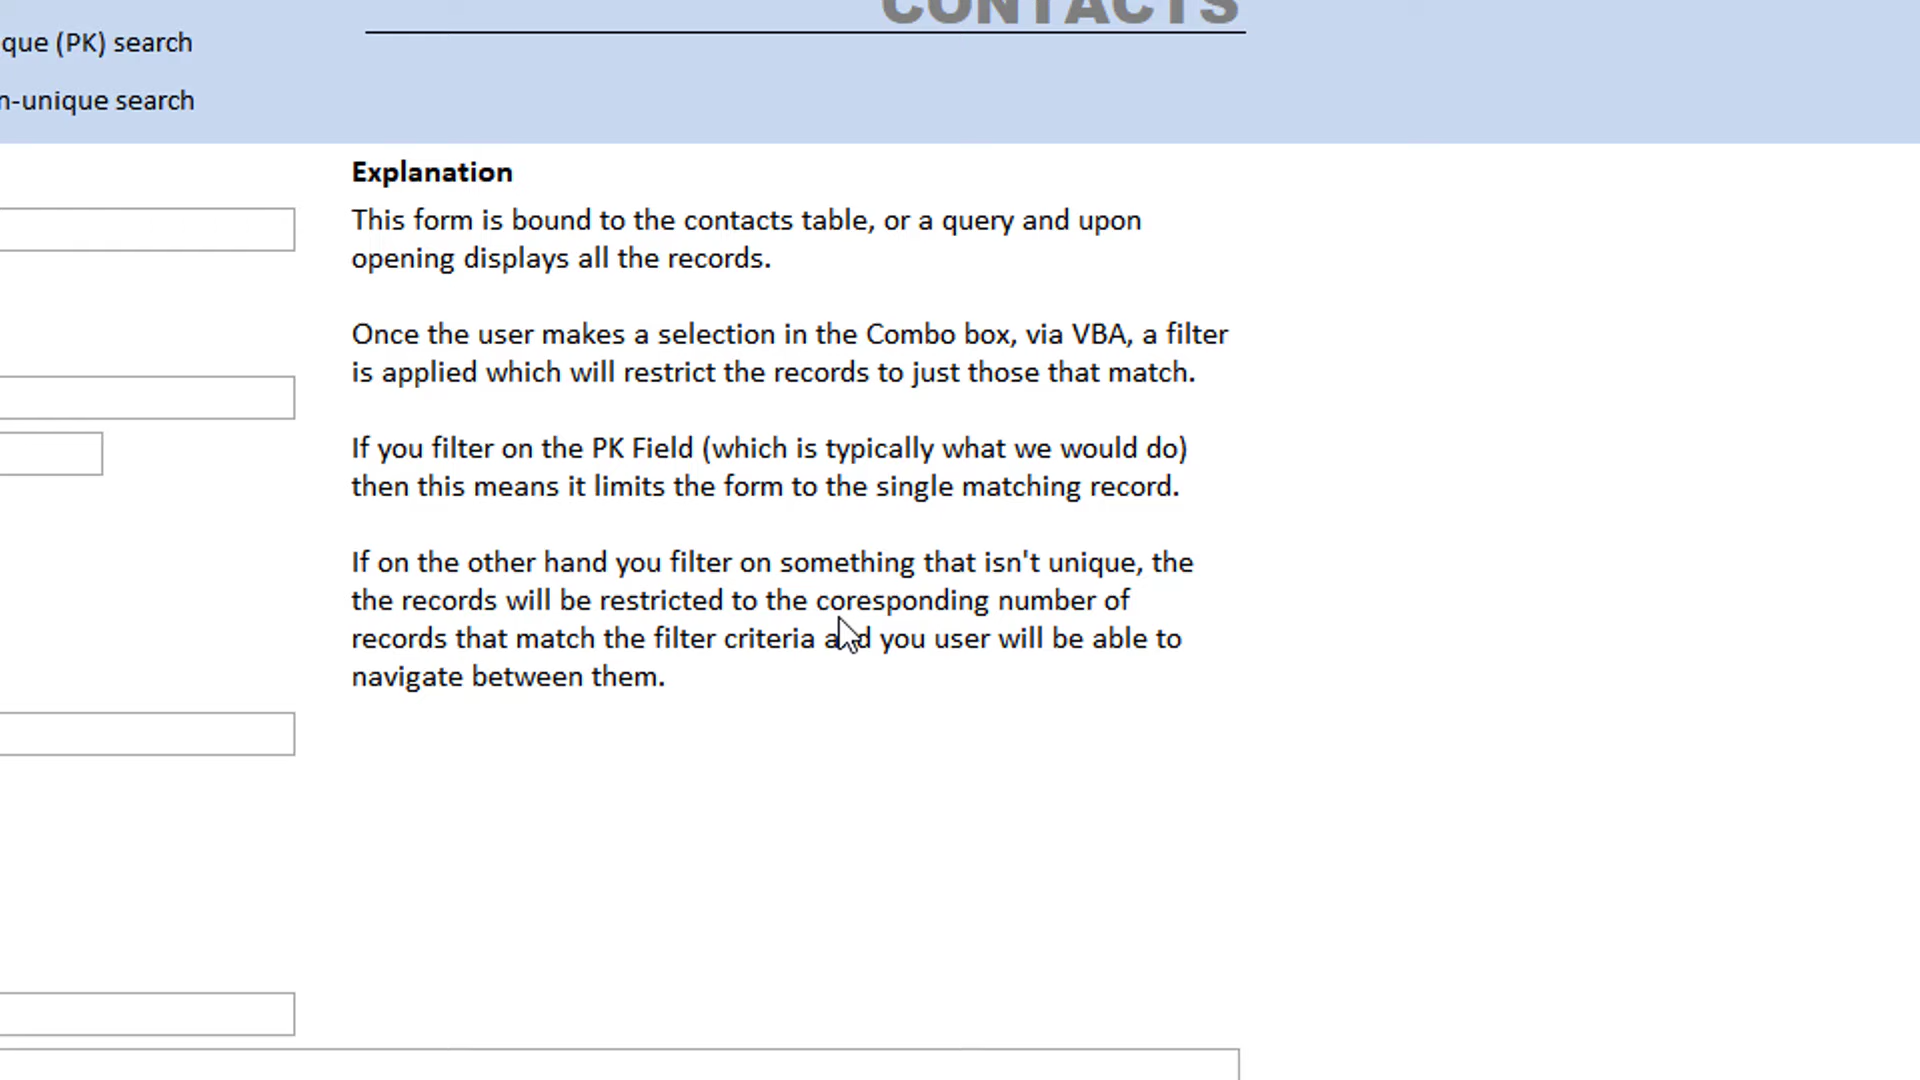 CONTACTS
que (PK) search
n-unique search
Explanation
This form is bound to the contacts table, or a query and upon
opening displays all the records.
Once the user makes a selection in the Combo box, via VBA, a filter
is applied which will restrict the records to just those that match.
If you filter on the PK Field (which is typically what we would do)
then this means it limits the form to the single matching record.
If on the other hand you filter on something that isn't unique, the
the records will be restricted to the coresponding number of
records that match the filter criteria and you user will be able to
navigate between them.